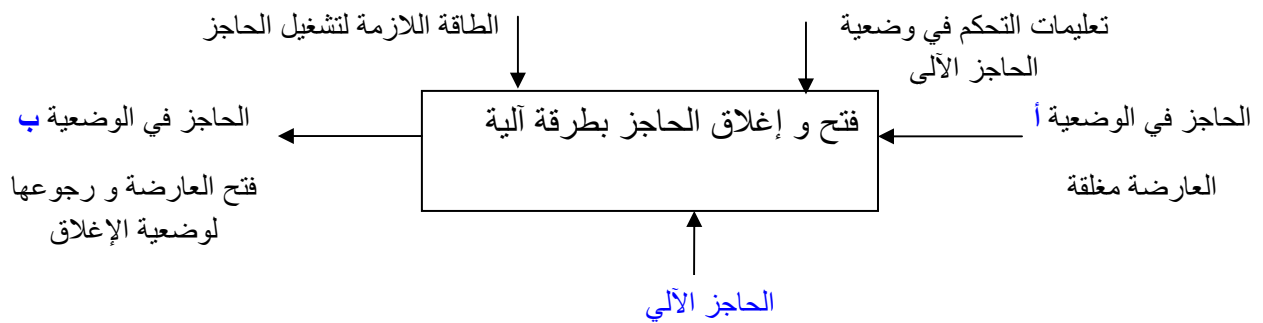 تعليمات التحكم في وضعية
الحاجز الآلى
الطاقة اللازمة لتشغيل الحاجز
الحاجز في الوضعية أ
العارضة مغلقة
فتح و إغلاق الحاجز بطرقة آلية
الحاجز في الوضعية ب
فتح العارضة و رجوعها
لوضعية الإغلاق
الحاجز الآلي